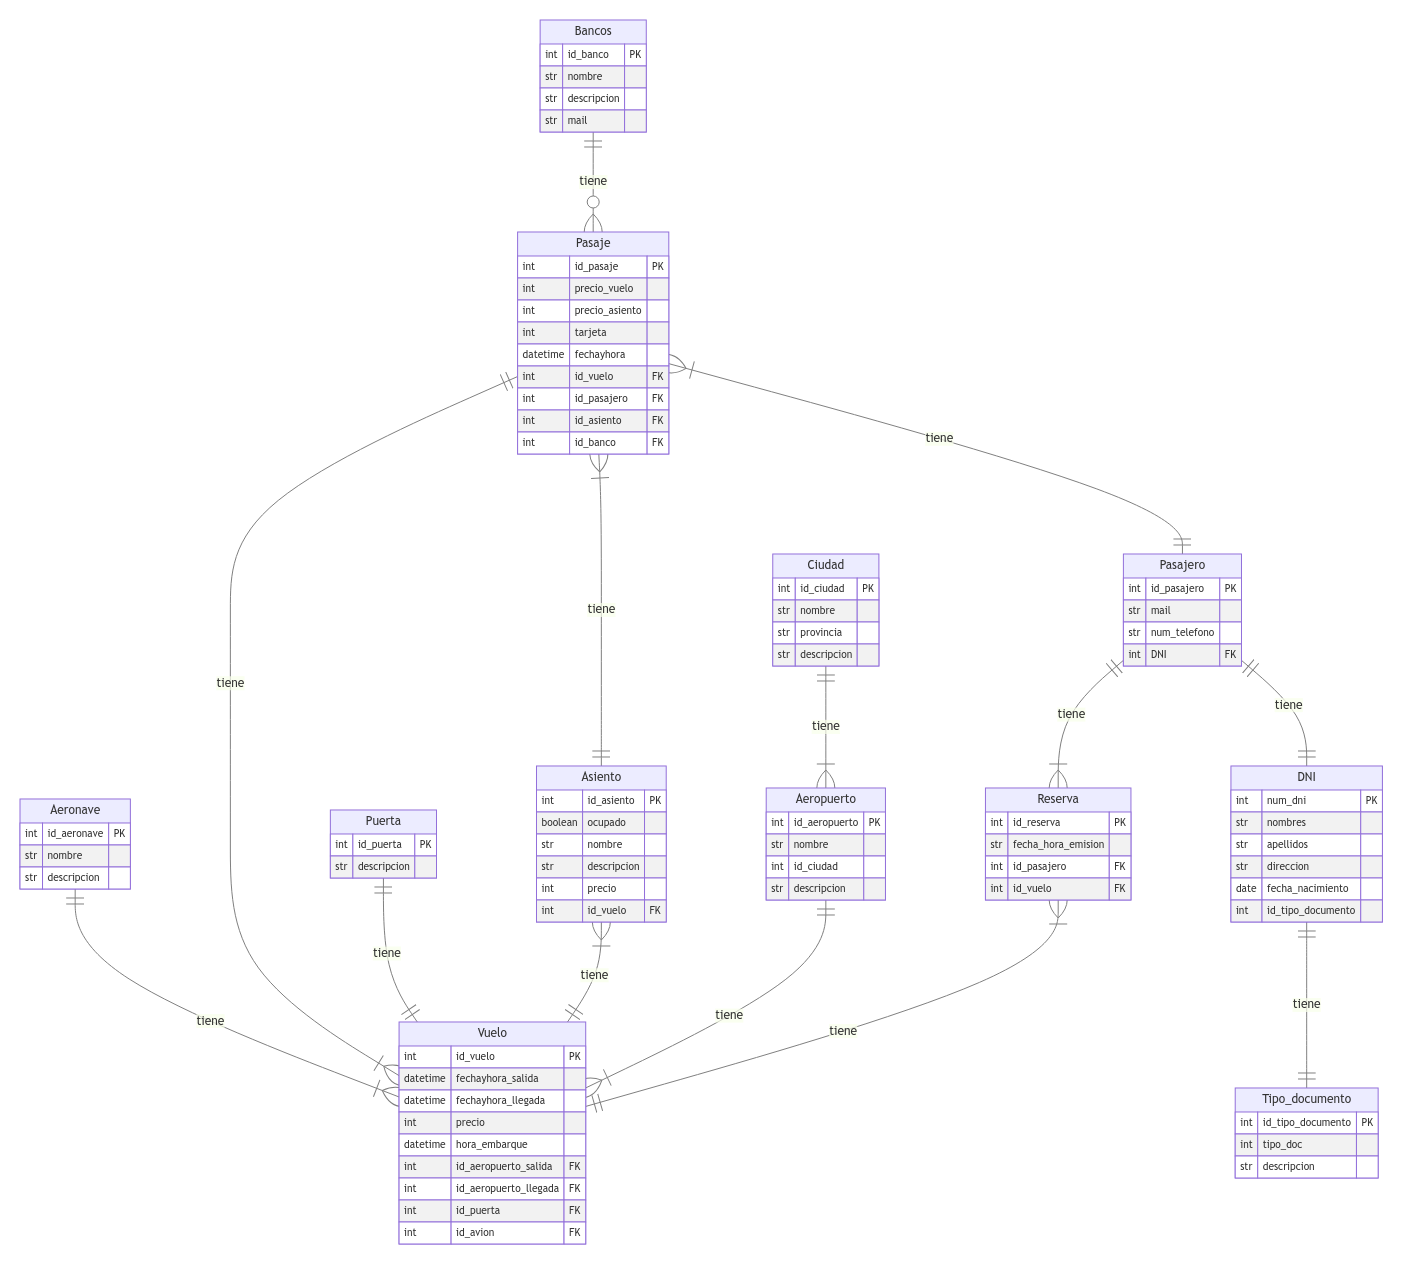 Bancos
int id_banco PK
str nombre
str descripcion
str mail
tiene
Pasaje
int id_pasaje PK
int precio_vuelo
int precio_asiento
int tarjeta
datetime fechayhora
int id_vuelo FK
int id_pasajero FK
int id_asiento FK
int id_banco FK
tiene
Ciudad
int id_ciudad PK
str nombre
str provincia
str descripcion
Pasajero
int id_pasajero PK
str mail
str num_telefono
int DNI FK
tiene
tiene
tiene
tiene
tiene
Aeronave
int id_aeronave PK
str nombre
str descripcion
Puerta
int id_puerta PK
str descripcion
Asiento
int id_asiento PK
boolean ocupado
str nombre
str descripcion
int precio
int id_vuelo FK
Aeropuerto
int id_aeropuerto PK
str nombre
int id_ciudad
str descripcion
Reserva
int id_reserva PK
str fecha_hora_emision
int id_pasajero FK
int id_vuelo FK
DNI
int num_dni PK
str nombres
str apellidos
str direccion
date fecha_nacimiento
int id_tipo_documento
tiene
tiene
tiene
tiene
tiene
tiene
Vuelo
int id_vuelo PK
datetime fechayhora_salida
datetime fechayhora_llegada
int precio
datetime hora_embarque
int id_aeropuerto_salida FK
int id_aeropuerto_llegada FK
int id_puerta FK
int id_avion FK
Tipo_documento
int id_tipo_documento PK
int tipo_doc
str descripcion